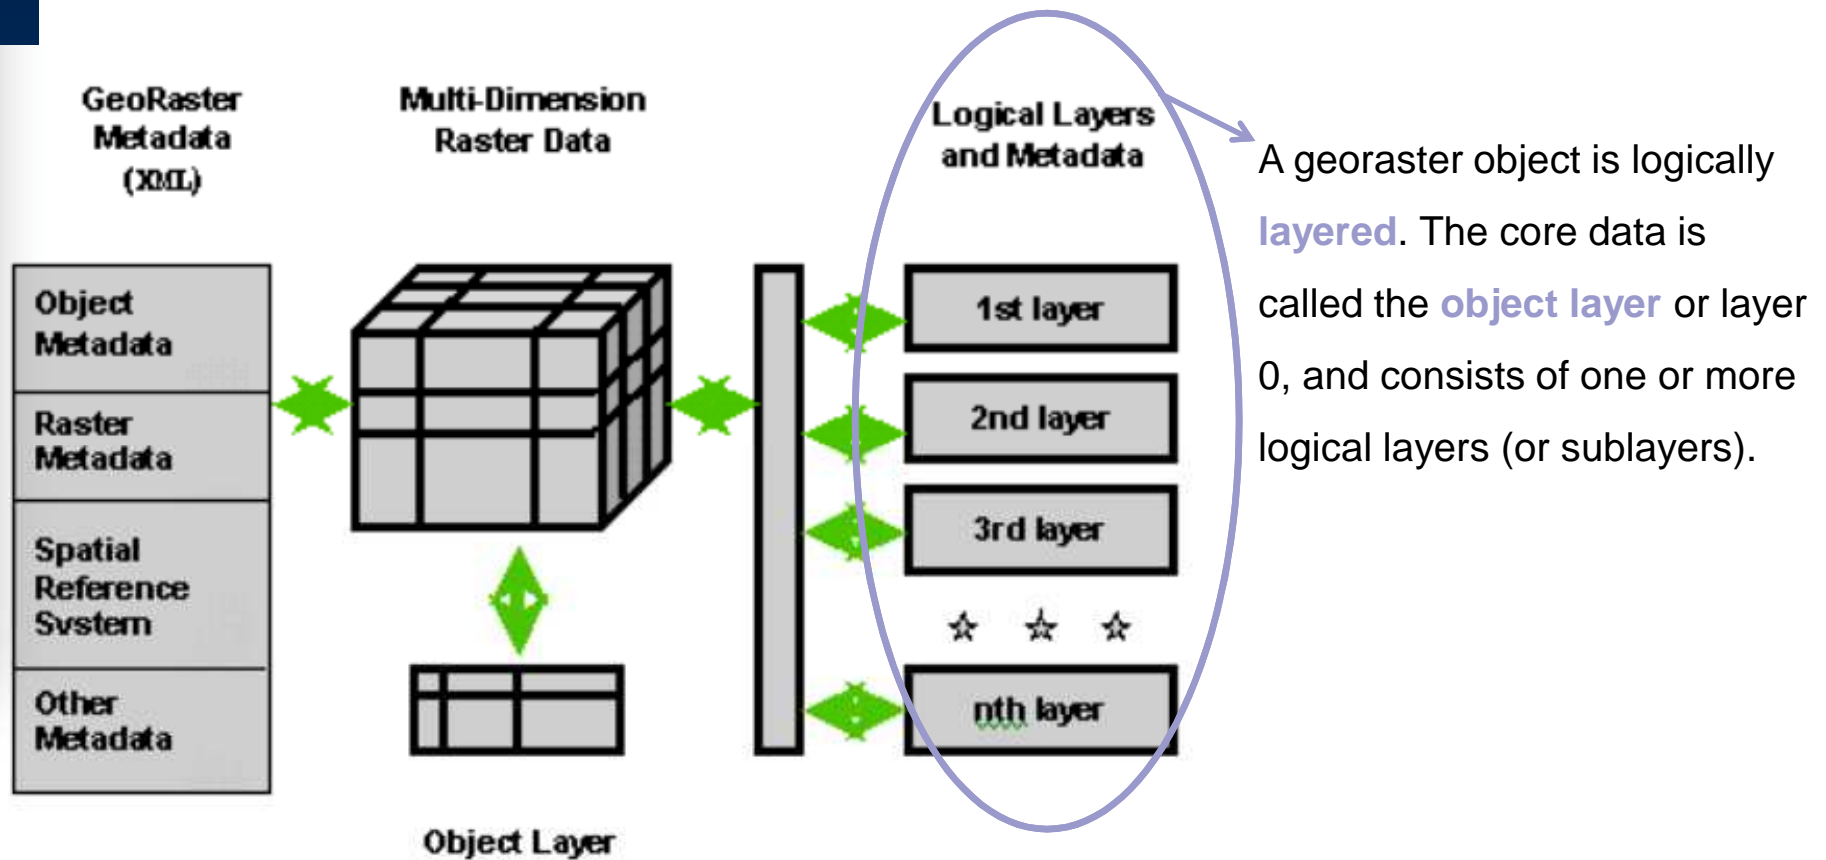 GeoRaster
Metadata
(XML)
Multi-Dimension
Raster Data
Logical Layers
and Metadata
Object
Metadata
Raster
Metadata
Spatial
Reference
System
Other
Metadata
Object Layer
1st layer
2nd layer
3rd layer
nth layer
A georaster object is logically
layered. The core data is
called the object layer or layer
0, and consists of one or more
logical layers (or sublayers).